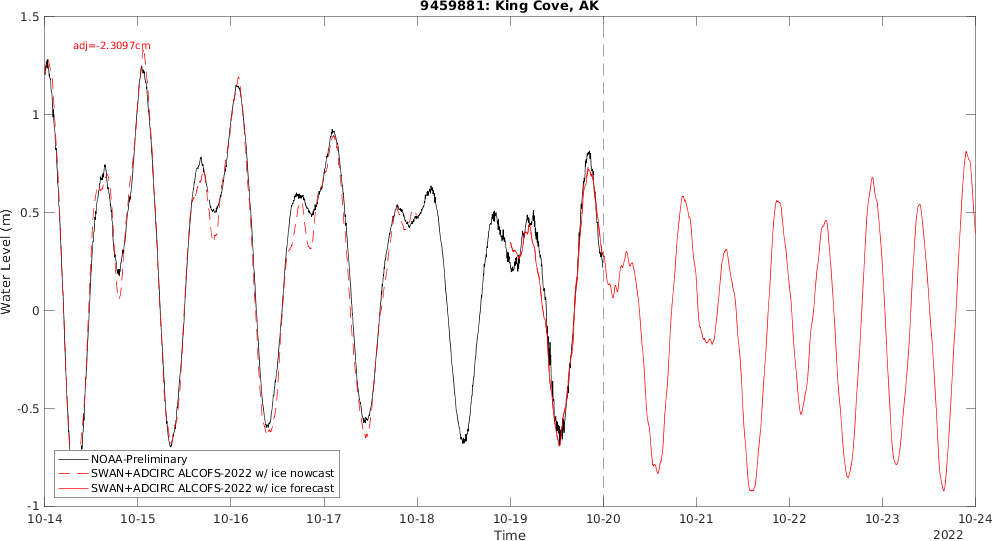 9459881: King Cove, AK
adj=-2.3097cm
Water Level (m)
1.5
1
0.5
0
-0.5
-1
NOAA-Preliminary
SWAN+ADCIRC ALCOFS-2022 w/ ice nowcast
SWAN+ADCIRC ALCOFS-2022 w/ ice forecast
10-14 10-15 10-16 10-17 10-18 10-19 10-20 10-21 10-22 10-23 10-24
Time
2022